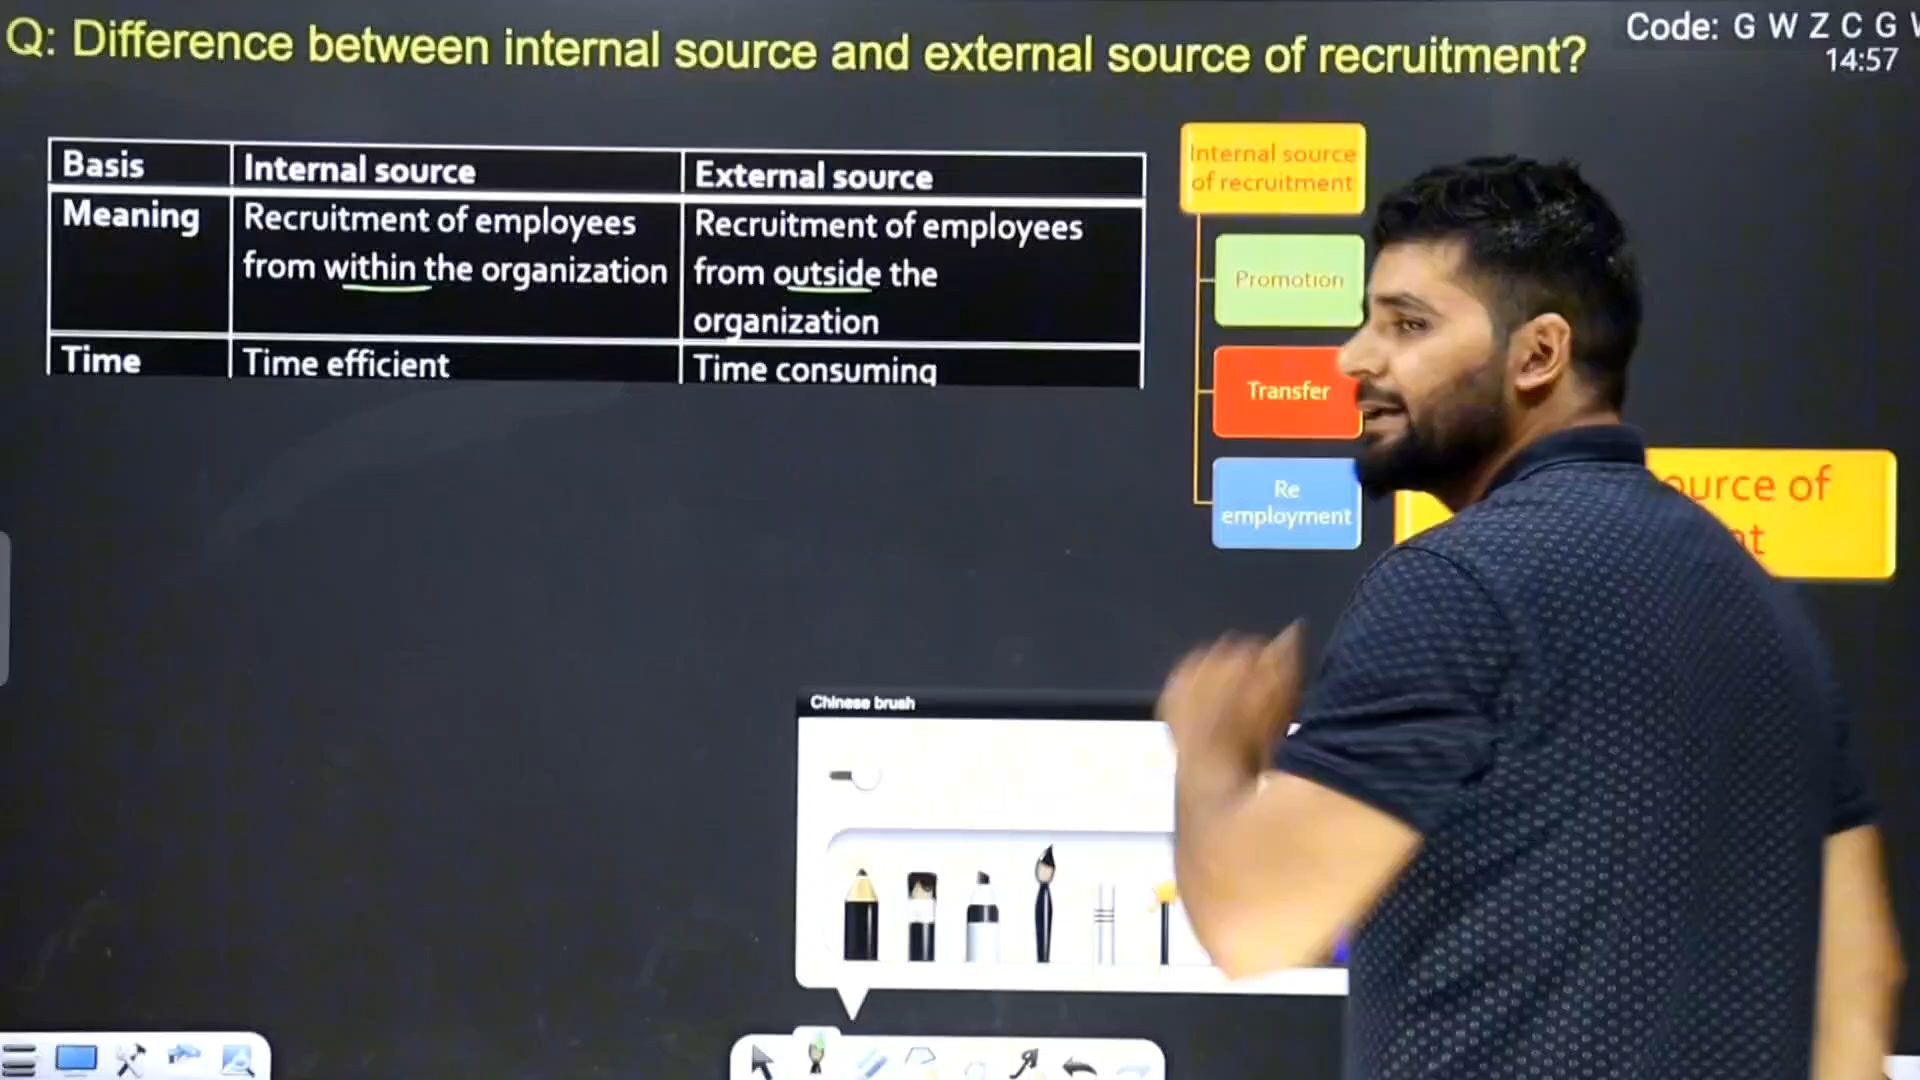 Q: Difference between internal source and external source of recruitment?
Code: G W Z C G
14:57
Basis
Internal source
External source
Meaning
Recruitment of employees
from within the organization
Recruitment of employees
from outside the
organization
Time
Time efficient
Time consuming
Internal source
of recruitment
Promotion
Transfer
Re
employment
of
Chinese brush